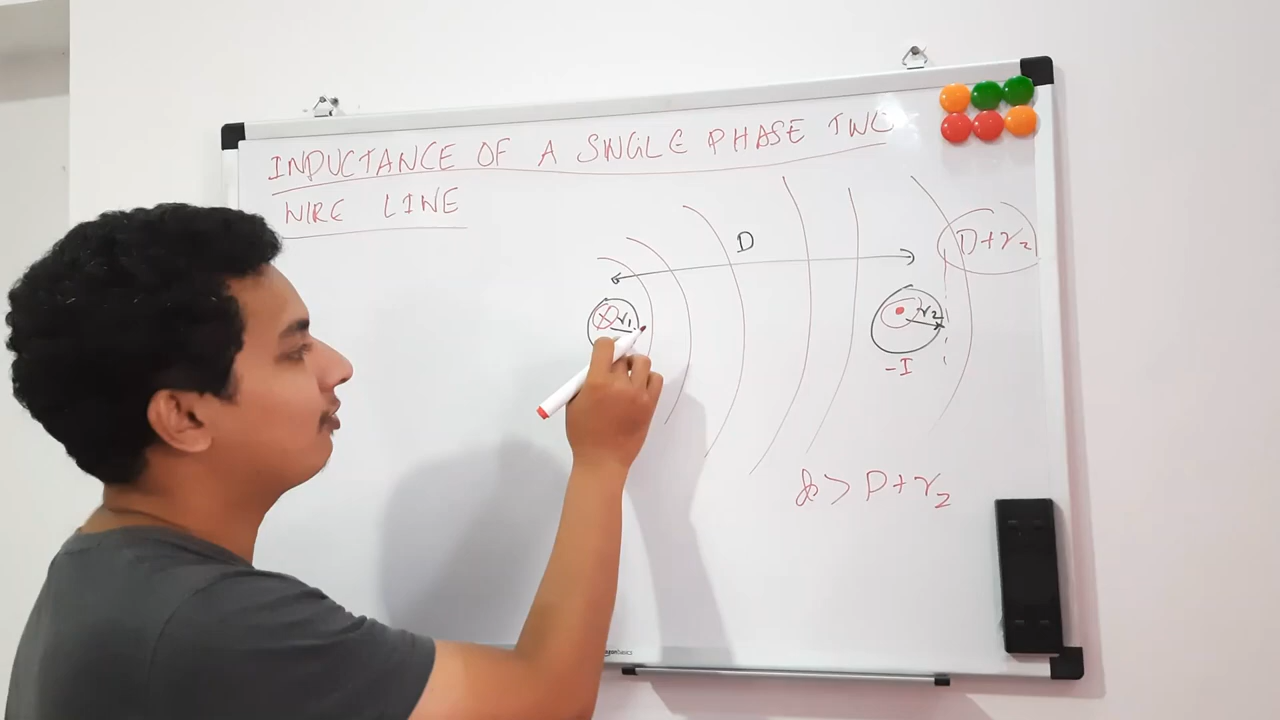 INDUCTANCE OF A SINGLE PHASE TWO
WIRE LINE
D
D+r2
r1
r2
-I
> D+r2